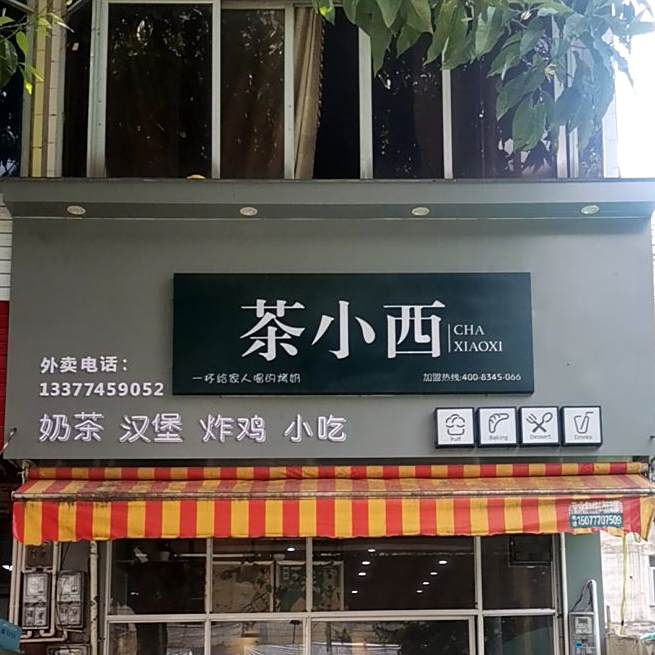 茶小西
CHA
XIAOXI
一杯给家人喝的烤奶
加盟热线:400-8345-066
外卖电话：
13377459052
奶茶 汉堡 炸鸡 小吃
Puff
Baking
Dessert
Drinks
15077707509